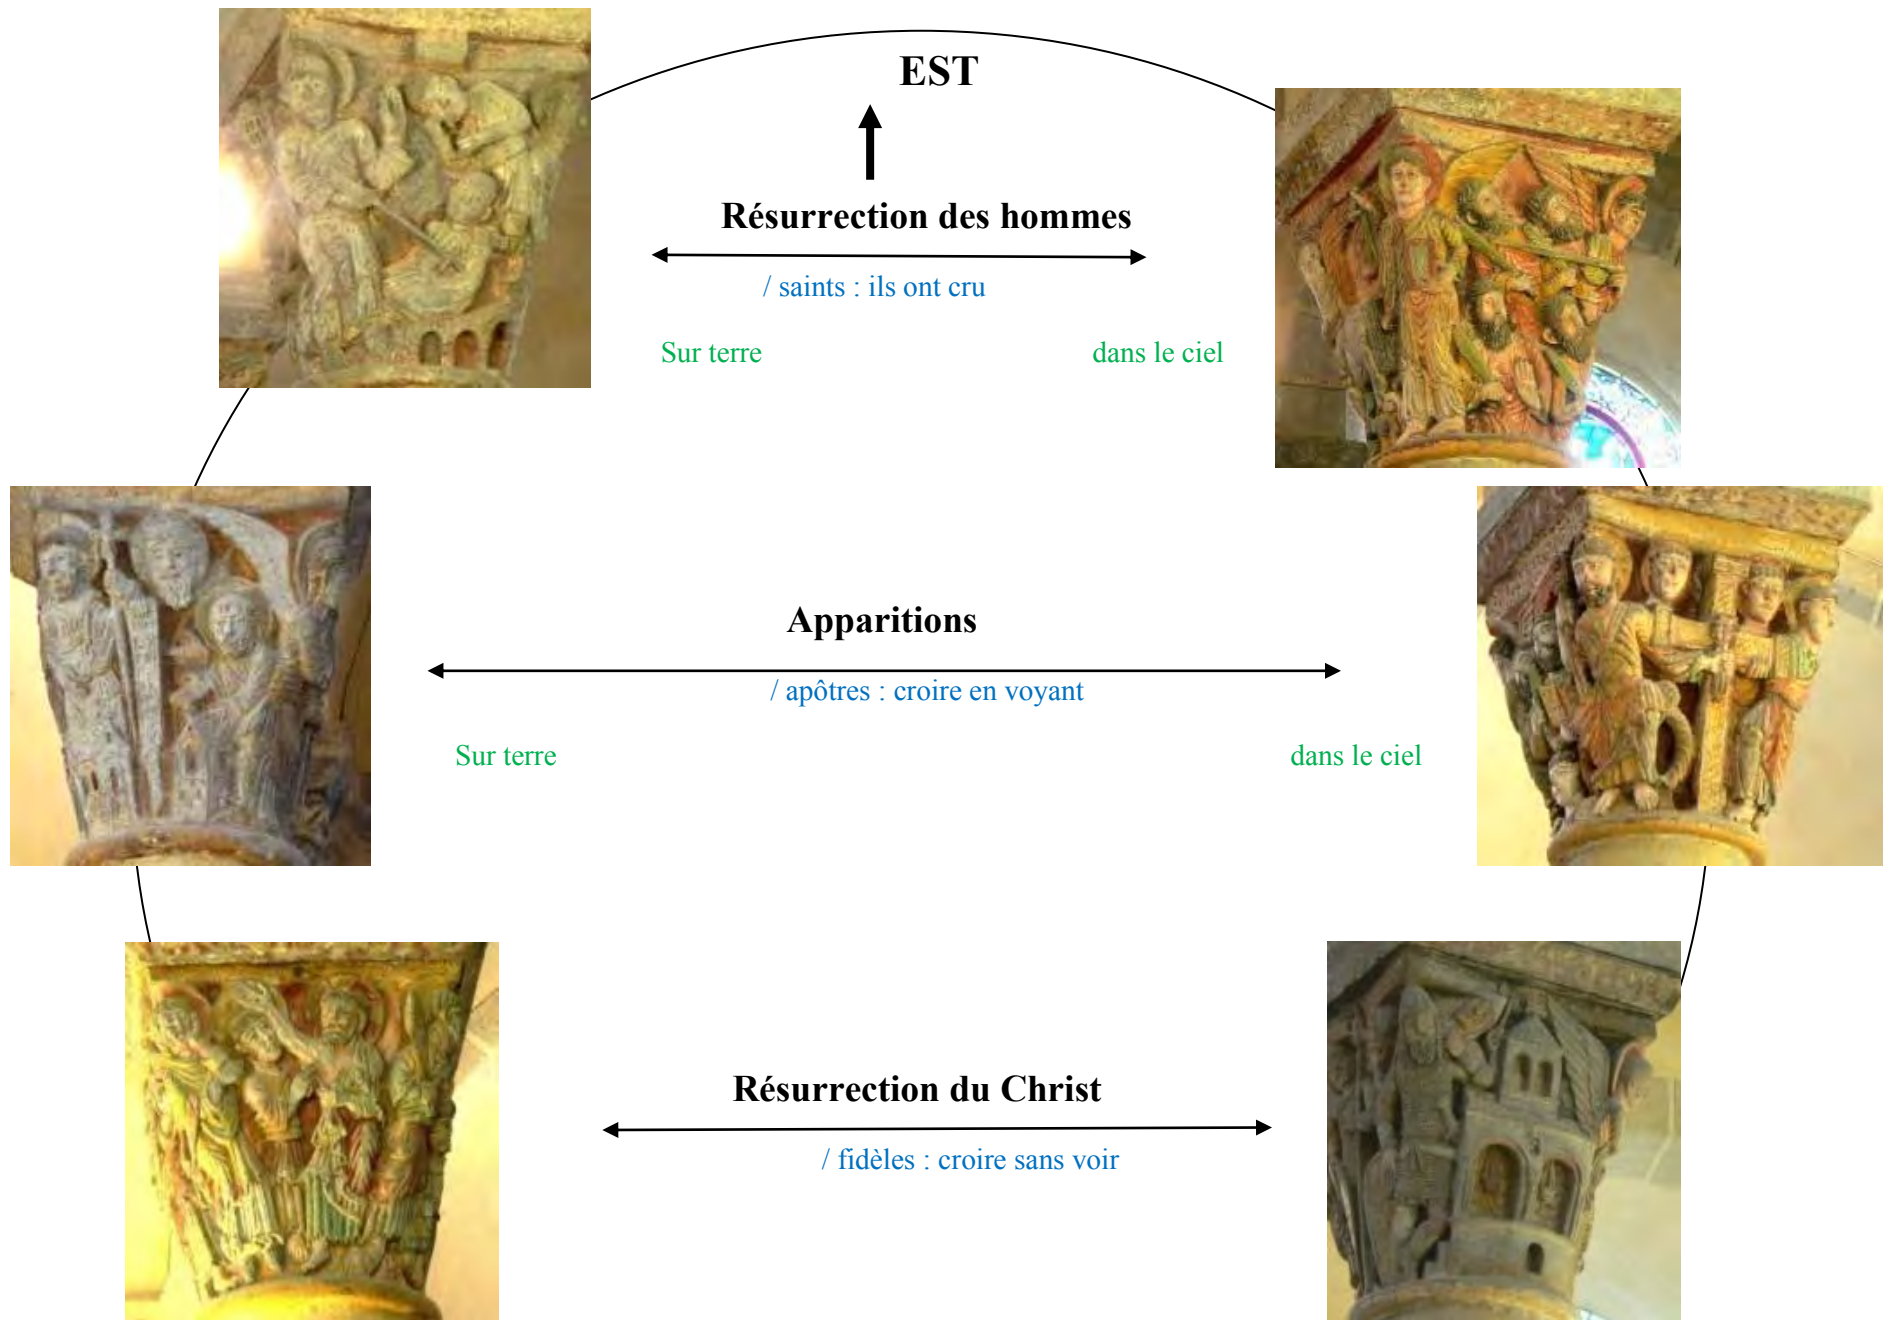 EST
Résurrection des hommes
/ saints : ils ont cru
Sur terre dans le ciel
Apparitions
/ apôtres : croire en voyant
Sur terre dans le ciel
Résurrection du Christ
/ fidèles : croire sans voir